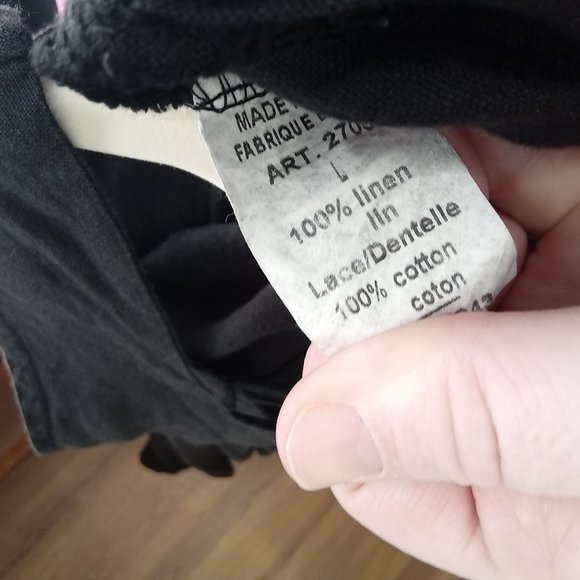 MADE
FABRIQUE
ART. 270
L
100% linen
lin
Lace/Dentelle
100% cotton
coton